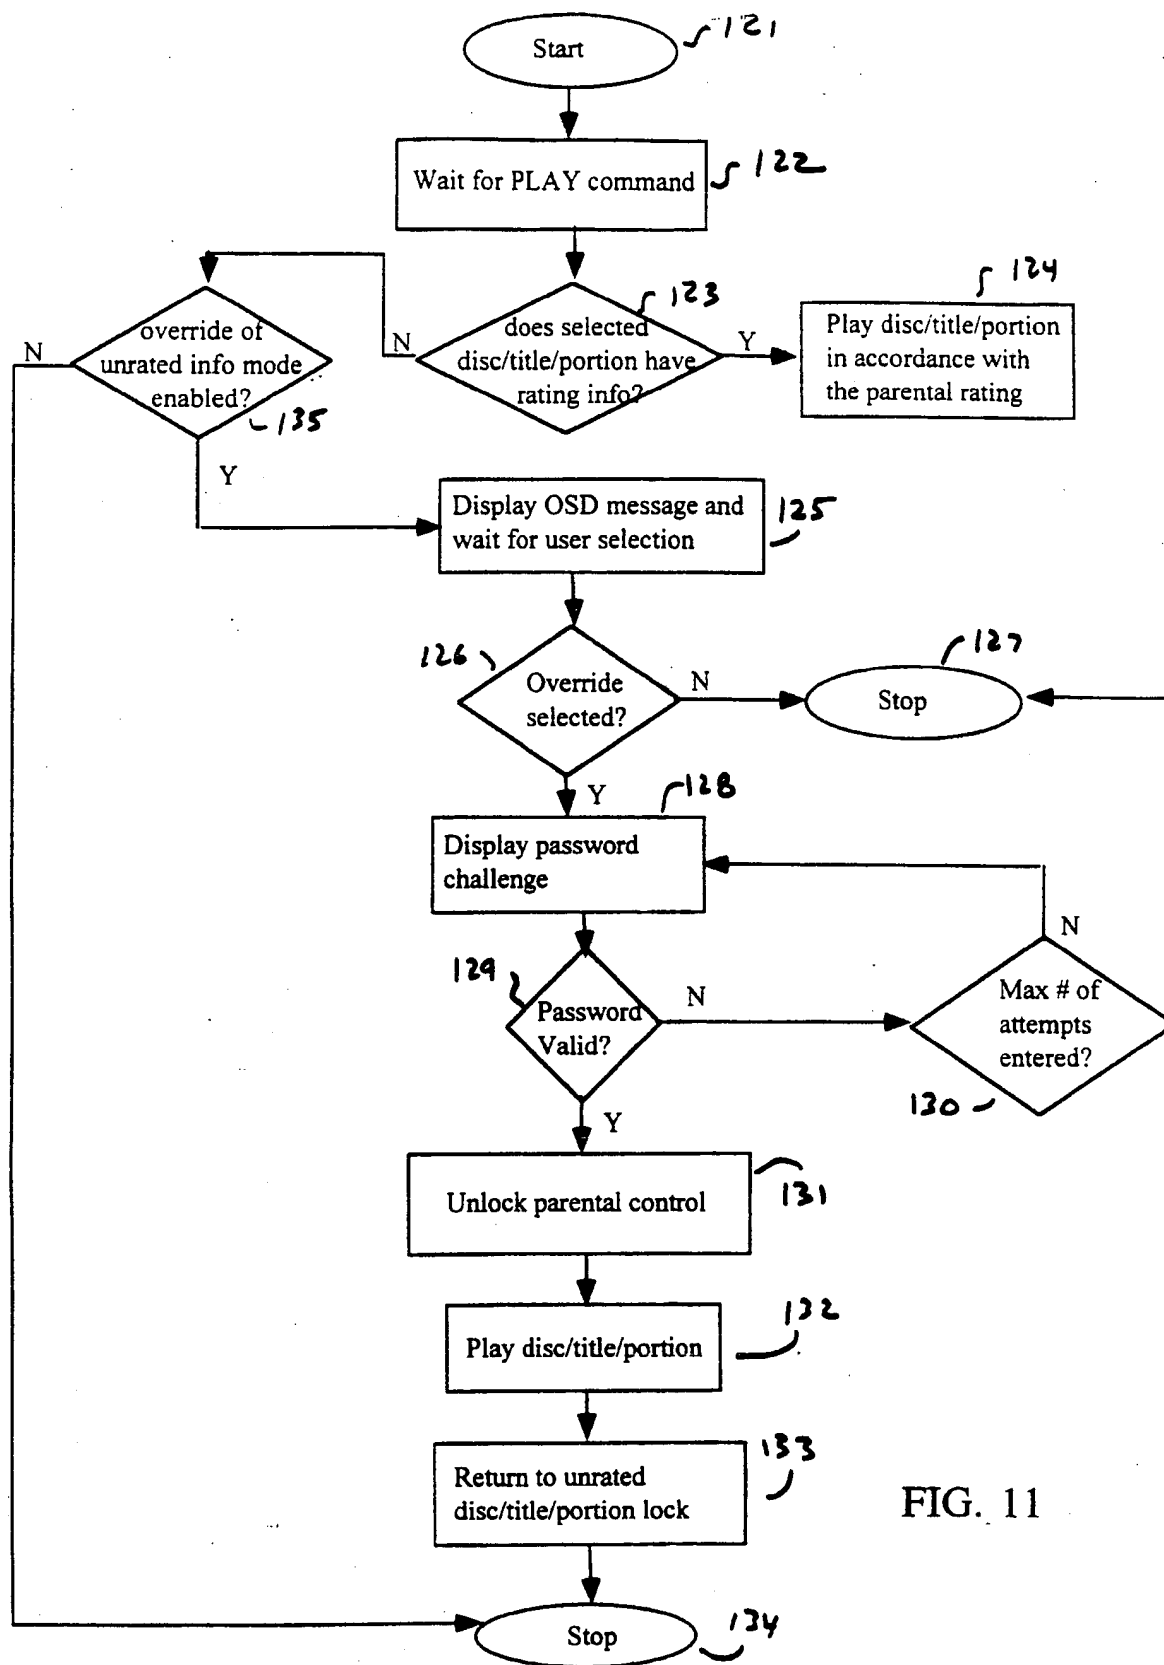 Start
121
Wait for PLAY command
122
does selected
disc/title/portion have
rating info?
123
N
Y
Play disc/title/portion
in accordance with
the parental rating
124
override of
unrated info mode
enabled?
135
N
Y
Display OSD message and
wait for user selection
125
126
Override
selected?
N
Stop
127
Y
Display password
challenge
128
129
Password
Valid?
N
Max # of
attempts
entered?
130
N
Y
Unlock parental control
131
Play disc/title/portion
132
Return to unrated
disc/title/portion lock
133
FIG. 11
Stop
134